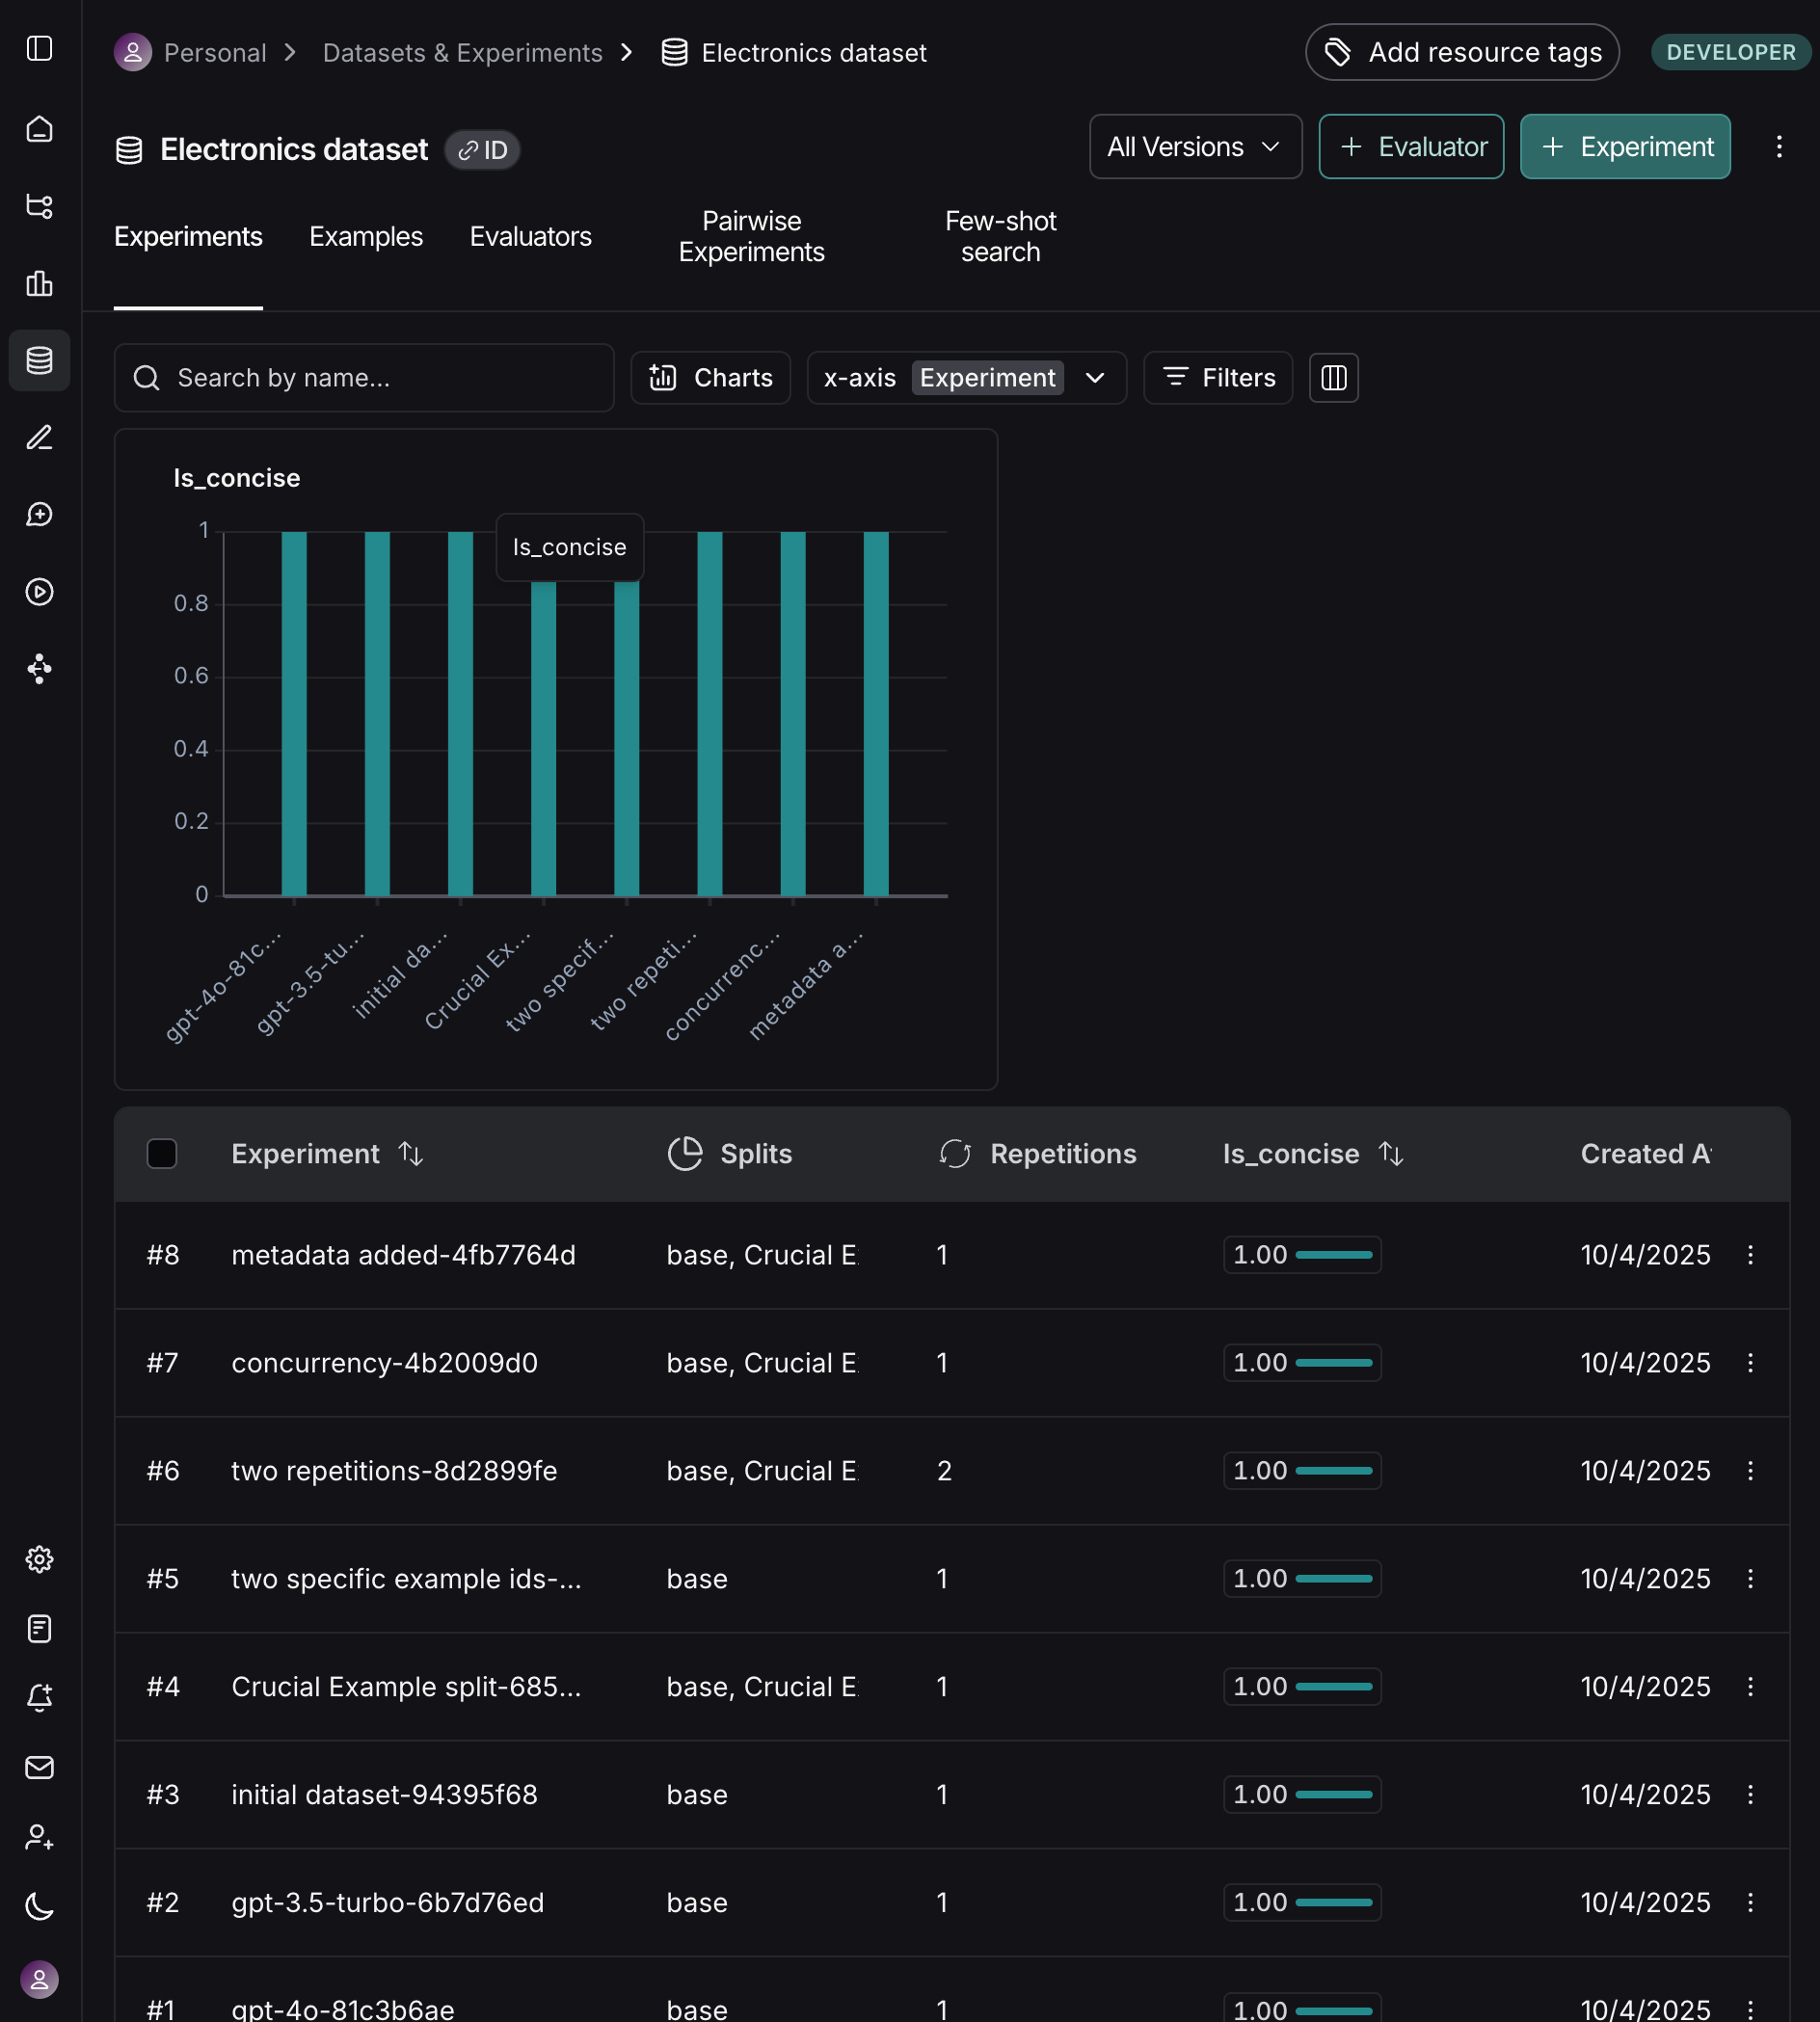 Personal
Datasets & Experiments
Electronics dataset
Add resource tags
DEVELOPER
Electronics dataset
ID
All Versions
Evaluator
Experiment
Experiments
Examples
Evaluators
Pairwise
Experiments
Few-shot
search
Search by name...
Charts
x-axis Experiment
Filters
Is_concise
Is_concise
1
0.8
0.6
0.4
0.2
0
gpt-4o-81c...
gpt-3.5-tu...
initial da...
Crucial Ex...
two specif...
two repeti...
concurrenc...
metadata a...
Experiment Splits Repetitions Is_concise Created A
#8 metadata added-4fb7764d base, Crucial E 1 1.00 10/4/2025
#7 concurrency-4b2009d0 base, Crucial E 1 1.00 10/4/2025
#6 two repetitions-8d2899fe base, Crucial E 2 1.00 10/4/2025
#5 two specific example ids-... base 1 1.00 10/4/2025
#4 Crucial Example split-685... base, Crucial E 1 1.00 10/4/2025
#3 initial dataset-94395f68 base 1 1.00 10/4/2025
#2 gpt-3.5-turbo-6b7d76ed base 1 1.00 10/4/2025
#1 gpt-4o-81c3b6ae base 1 1.00 10/4/2025